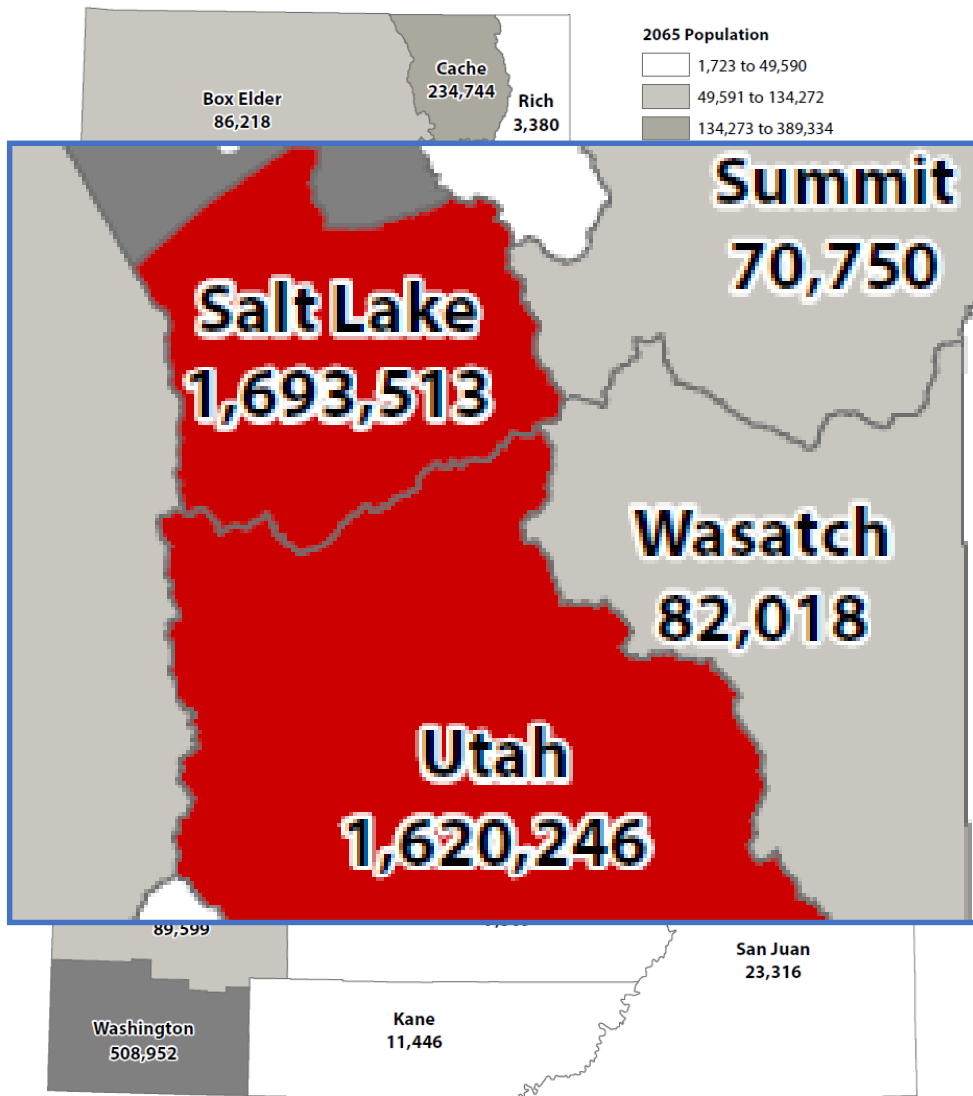 2065 Population
1,723 to 49,590
49,591 to 134,272
134,273 to 389,334
Cache
234,744
Box Elder
86,218
Rich
3,380
Summit
70,750
Salt Lake
1,693,513
Wasatch
82,018
Utah
1,620,246
89,599
San Juan
23,316
Washington
508,952
Kane
11,446